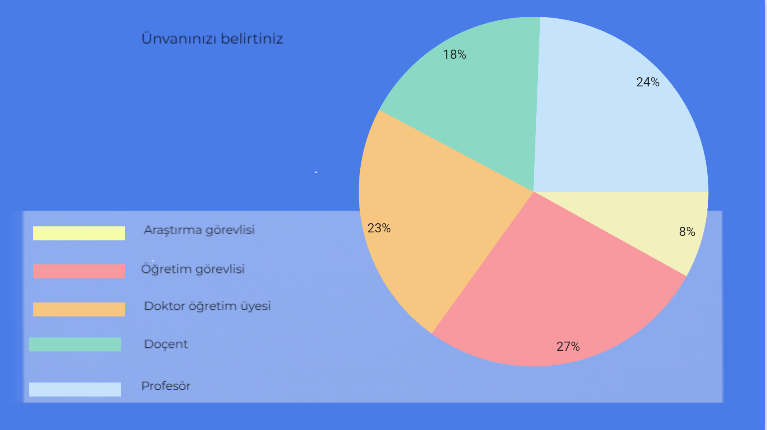 Ünvanınızı belirtiniz
18%
24%
23%
8%
27%
Araştırma görevlisi
Öğretim görevlisi
Doktor öğretim üyesi
Doçent
Profesör